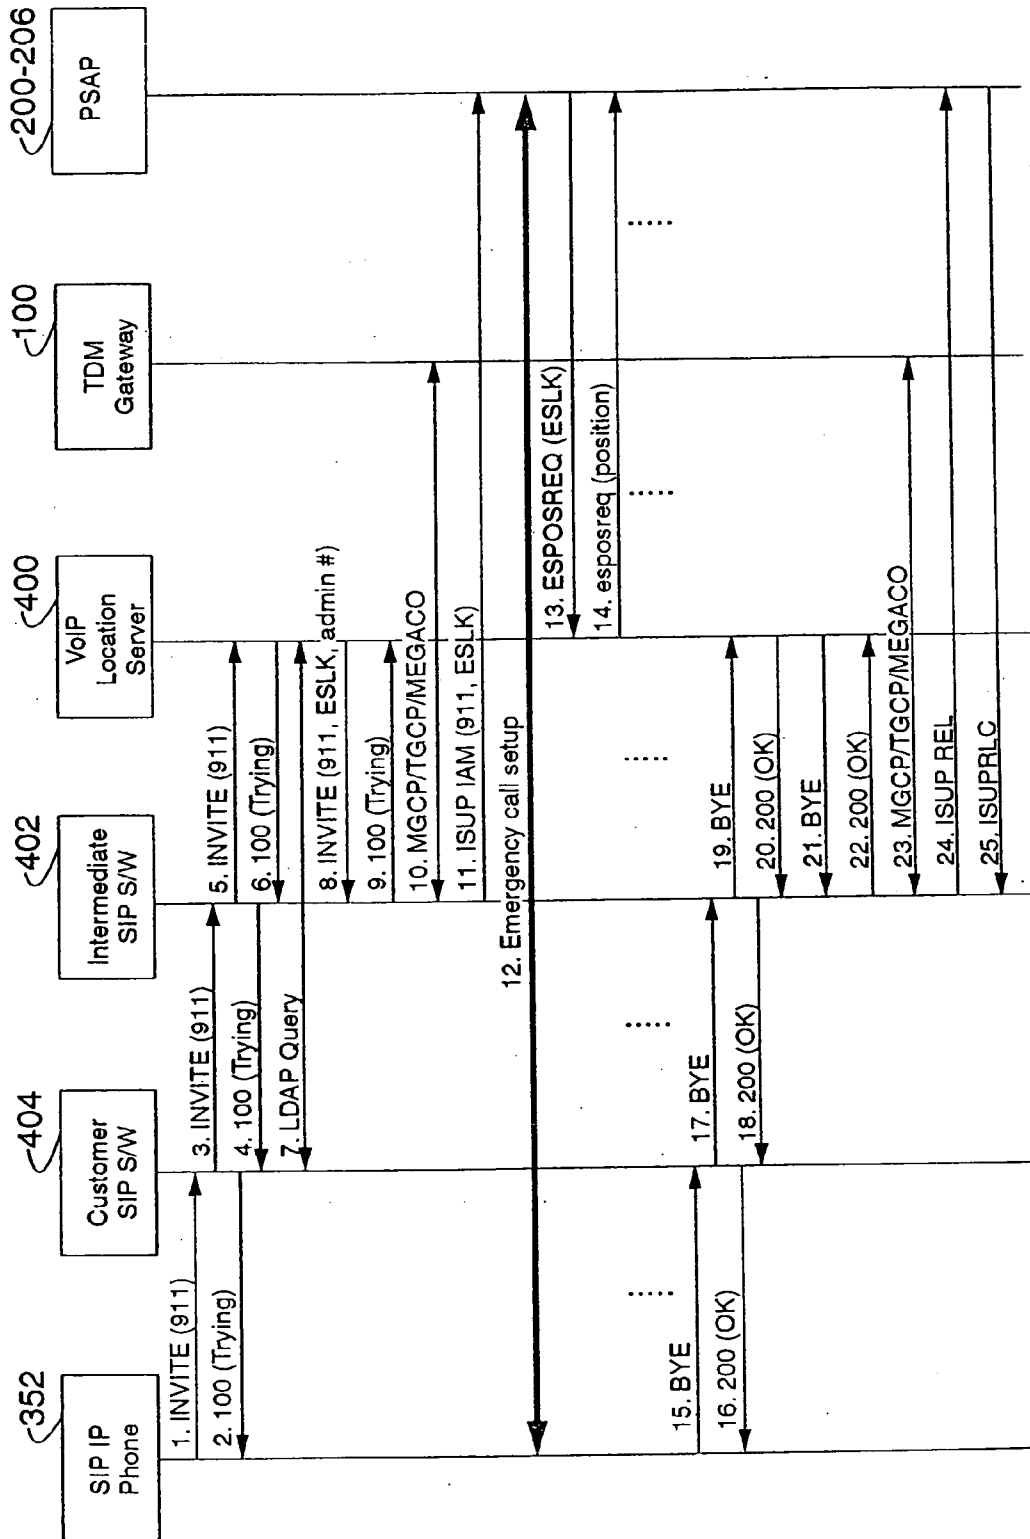 352
SIP IP
Phone
404
Customer
SIP S/W
402
Intermediate
SIP S/W
400
VoIP
Location
Server
100
TDM
Gateway
200-206
PSAP
1. INVITE (911)
2. 100 (Trying)
3. INVITE (911)
4. 100 (Trying)
5. INVITE (911)
6. 100 (Trying)
7. LDAP Query
8. INVITE (911, ESLK, admin #)
9. 100 (Trying)
10. MGCP/TGCP/MEGACO
11. ISUP IAM (911, ESLK)
12. Emergency call setup
13. ESPOSREQ (ESLK)
14. esposreq (position)
15. BYE
16. 200 (OK)
17. BYE
18. 200 (OK)
19. BYE
20. 200 (OK)
21. BYE
22. 200 (OK)
23. MGCP/TGCP/MEGACO
24. ISUP REL
25. ISUPRLC